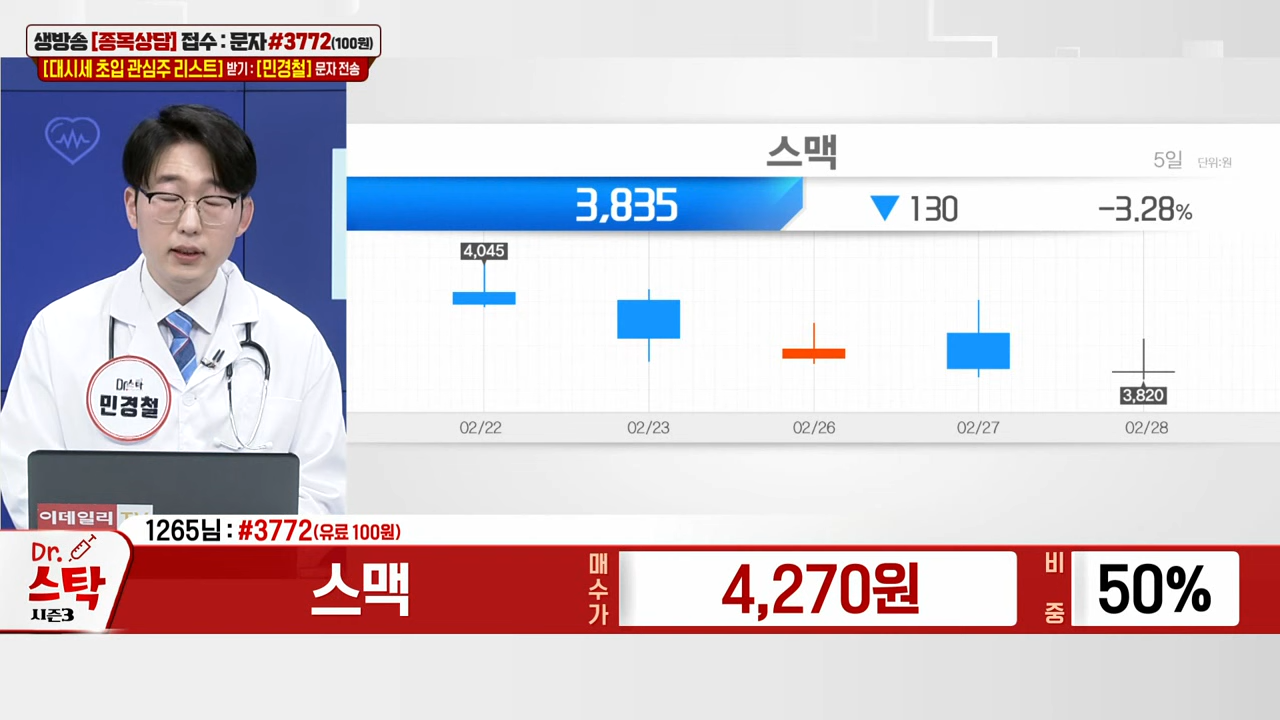 생방송 [종목상담] 접수 : 문자#3772(100원)
[대시세 초입 관심주 리스트] 받기 : [민경철] 문자 전송
스맥
5일 단위:원
3,835 ▼ 130 -3.28%
4,045
3,820
02/22 02/23 02/26 02/27 02/28
Dr.스탁
민경철
이데일리 TV
1265님 : #3772(유료 100원)
Dr.
스탁
시즌3
스맥
매수가
4,270원
비중
50%